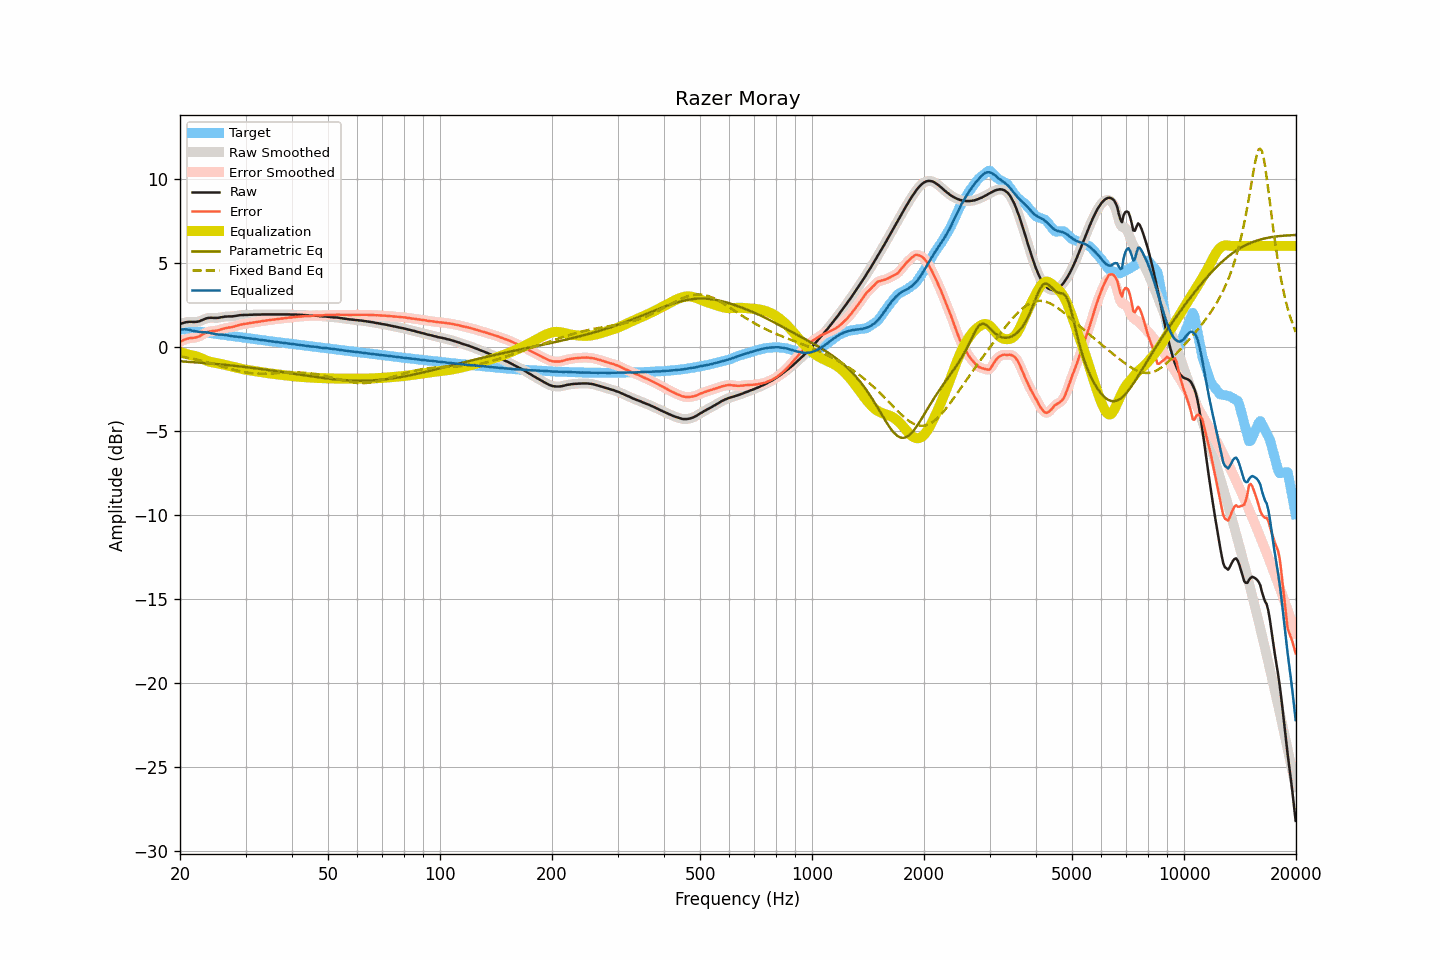 Razer Moray
Target
Raw Smoothed
Error Smoothed
Raw
Error
Equalization
Parametric Eq
Fixed Band Eq
Equalized
10
5
0
−5
−10
−15
−20
−25
−30
Amplitude (dBr)
20 50 100 200 500 1000 2000 5000 10000 20000
Frequency (Hz)